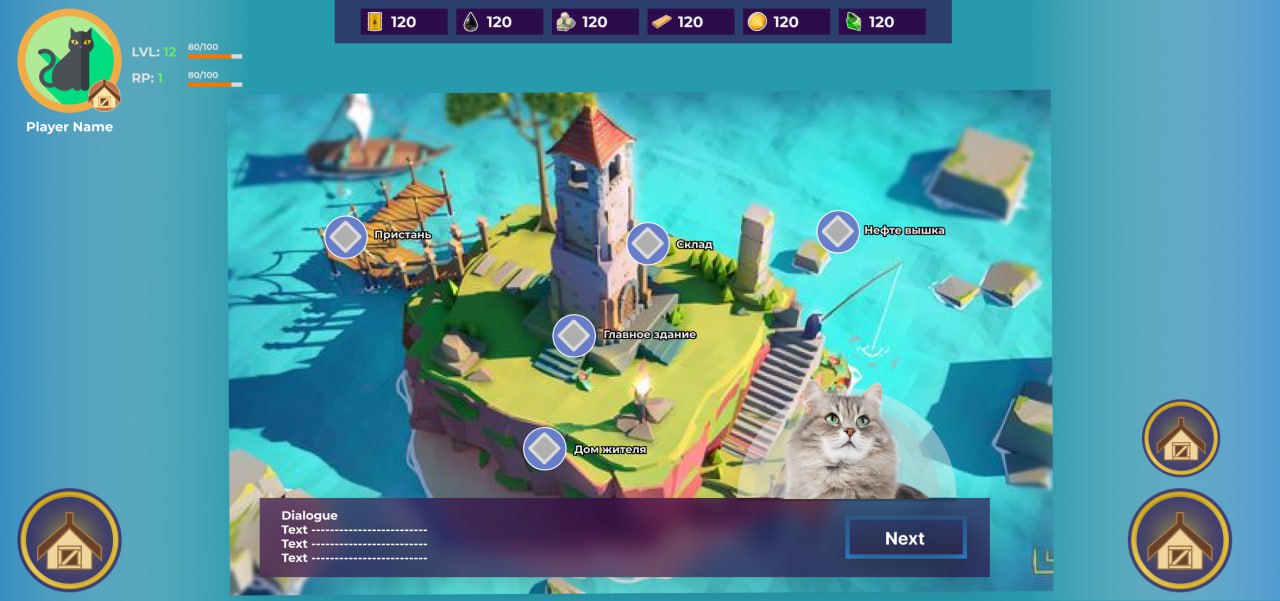 120 120 120 120 120 120
LVL: 12 80/100
RP: 1 80/100
Player Name
Пристань
Склад
Нефте вышка
Главное здание
Дом жителя
Dialogue
Text -------------------------
Text -------------------------
Text -------------------------
Next